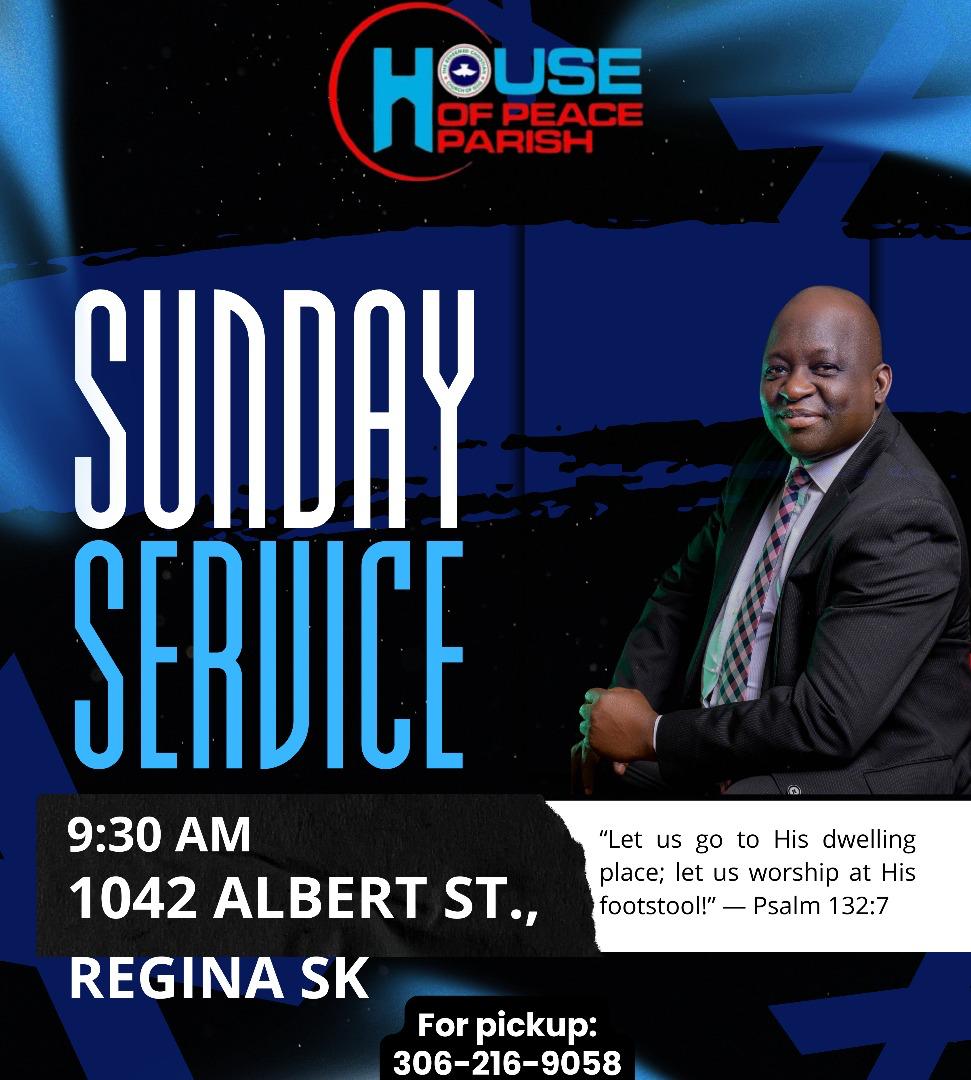 HOUSE
OF PEACE
PARISH
SUNDAY
SERVICE
9:30 AM
1042 ALBERT ST.,
REGINA SK
“Let us go to His dwelling
place; let us worship at His
footstool!” — Psalm 132:7
For pickup:
306-216-9058